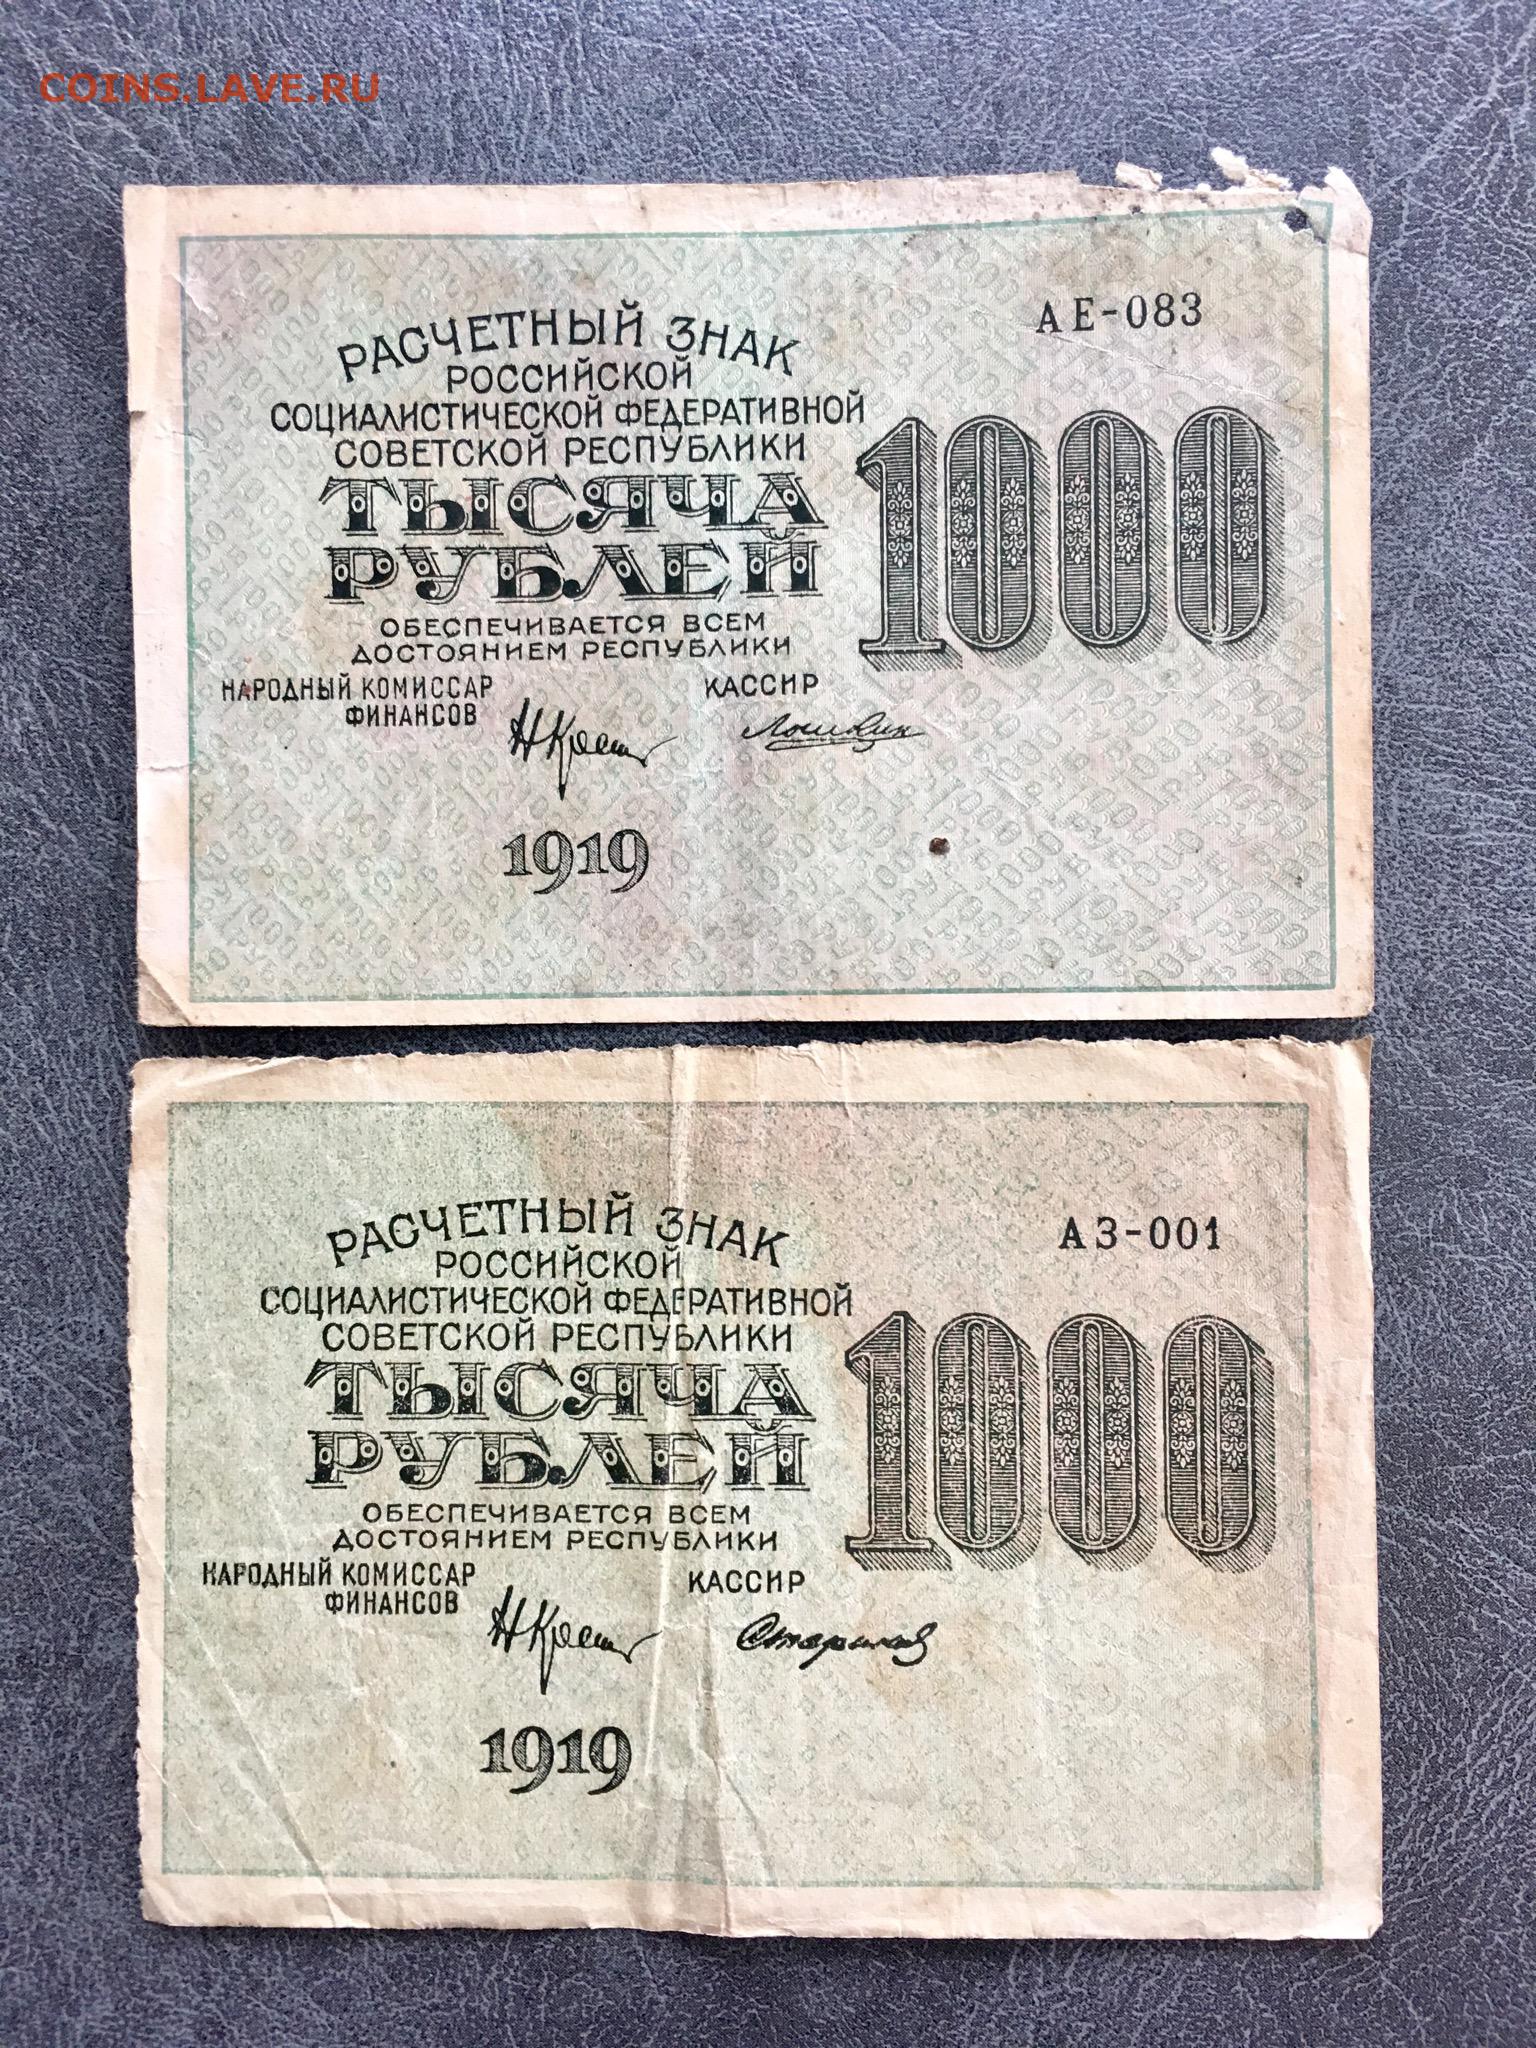 COINS.LAVE.RU
АЕ-083
РАСЧЕТНЫЙ ЗНАК
РОССИЙСКОЙ
СОЦИАЛИСТИЧЕСКОЙ ФЕДЕРАТИВНОЙ
СОВЕТСКОЙ РЕСПУБЛИКИ
ТЫСЯЧА
РУБЛЕЙ
1000
ОБЕСПЕЧИВАЕТСЯ ВСЕМ
ДОСТОЯНИЕМ РЕСПУБЛИКИ
НАРОДНЫЙ КОМИССАР
ФИНАНСОВ
КАССИР
1919
АЗ-001
РАСЧЕТНЫЙ ЗНАК
РОССИЙСКОЙ
СОЦИАЛИСТИЧЕСКОЙ ФЕДЕРАТИВНОЙ
СОВЕТСКОЙ РЕСПУБЛИКИ
ТЫСЯЧА
РУБЛЕЙ
1000
ОБЕСПЕЧИВАЕТСЯ ВСЕМ
ДОСТОЯНИЕМ РЕСПУБЛИКИ
НАРОДНЫЙ КОМИССАР
ФИНАНСОВ
КАССИР
1919